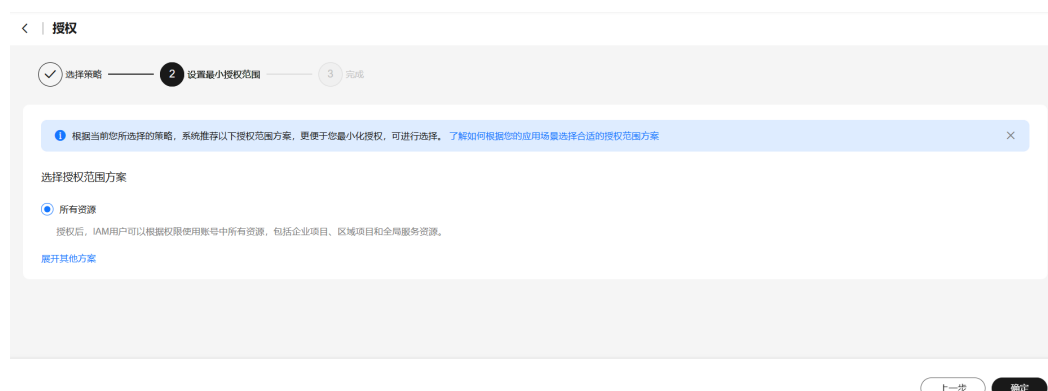 授权
选择策略 2 设置最小授权范围 3 完成
根据当前您所选择的策略，系统推荐以下授权范围方案，更便于您最小化授权，可进行选择。 了解如何根据您的应用场景选择合适的授权范围方案
选择授权范围方案
所有资源
授权后，IAM用户可以根据权限使用账号中所有资源，包括企业项目、区域项目和全局服务资源。
展开其他方案
上一步 确定